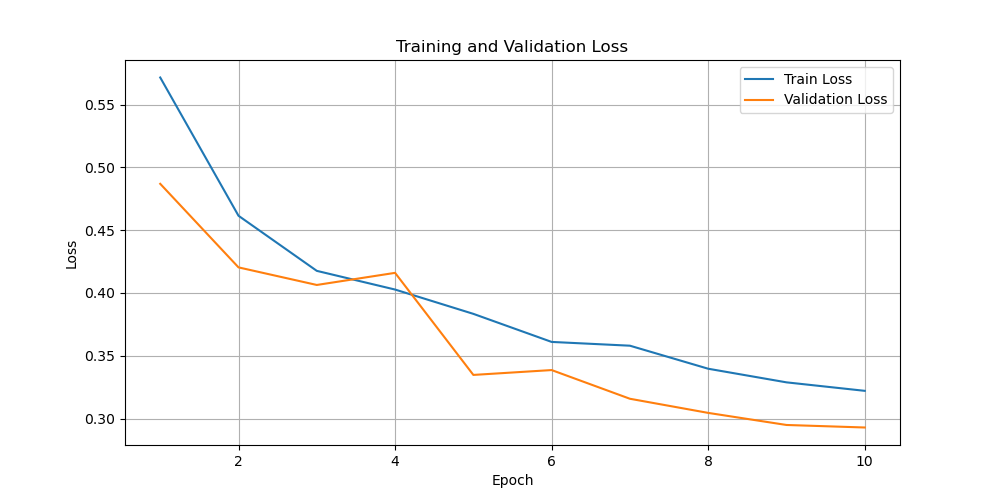 Training and Validation Loss
Train Loss
Validation Loss
0.55
0.50
0.45
0.40
0.35
0.30
Loss
2 4 6 8 10
Epoch